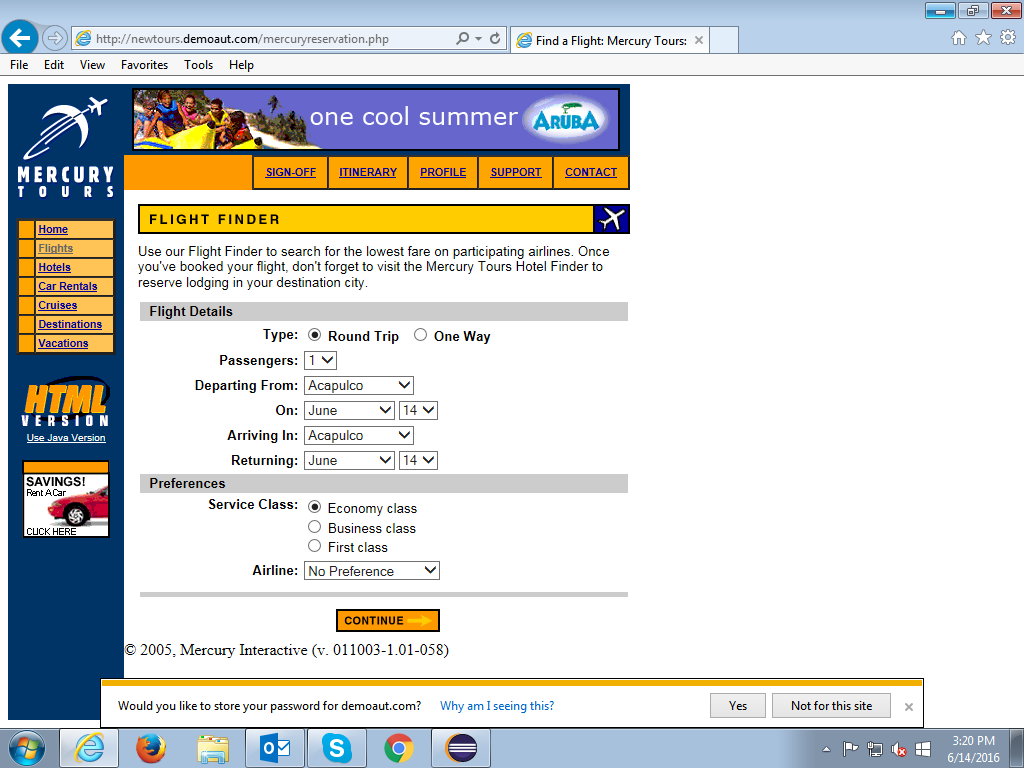 http://newtours.demoaut.com/mercuryreservation.php
Find a Flight: Mercury Tours:
File Edit View Favorites Tools Help
one cool summer ARUBA
MERCURY
TOURS
SIGN-OFF ITINERARY PROFILE SUPPORT CONTACT
Home
Flights
Hotels
Car Rentals
Cruises
Destinations
Vacations
HTML
VERSION
Use Java Version
SAVINGS!
Rent A Car
CLICK HERE
FLIGHT FINDER
Use our Flight Finder to search for the lowest fare on participating airlines. Once
you've booked your flight, don't forget to visit the Mercury Tours Hotel Finder to
reserve lodging in your destination city.
Flight Details
Type: Round Trip One Way
Passengers: 1
Departing From: Acapulco
On: June 14
Arriving In: Acapulco
Returning: June 14
Preferences
Service Class: Economy class
Business class
First class
Airline: No Preference
CONTINUE
© 2005, Mercury Interactive (v. 011003-1.01-058)
Would you like to store your password for demoaut.com? Why am I seeing this? Yes Not for this site
3:20 PM
6/14/2016